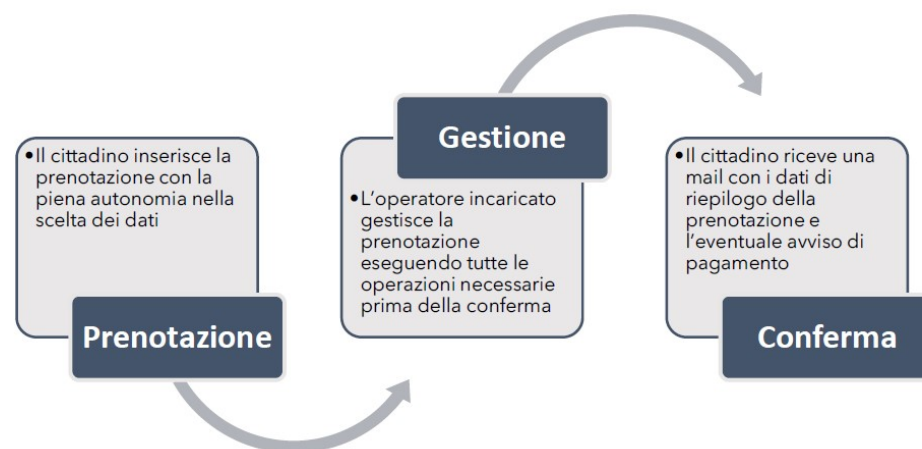 •Il cittadino inserisce la
prenotazione con la
piena autonomia nella
scelta dei dati
Prenotazione
Gestione
•L'operatore incaricato
gestisce la
prenotazione
eseguendo tutte le
operazioni necessarie
prima della conferma
•Il cittadino riceve una
mail con i dati di
riepilogo della
prenotazione e
l'eventuale avviso di
pagamento
Conferma